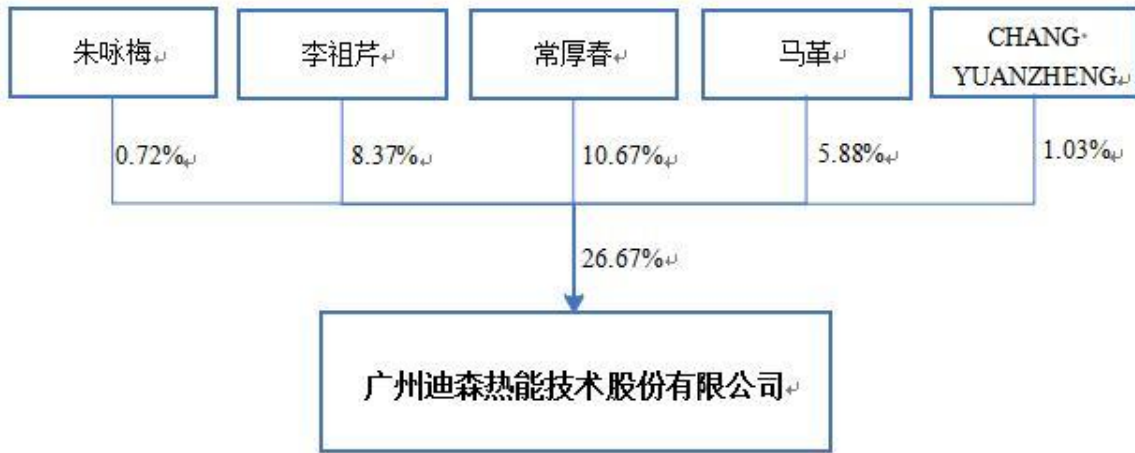 朱咏梅
李祖芹
常厚春
马革
CHANG
YUANZHENG
0.72%
8.37%
10.67%
5.88%
1.03%
26.67%
广州迪森热能技术股份有限公司